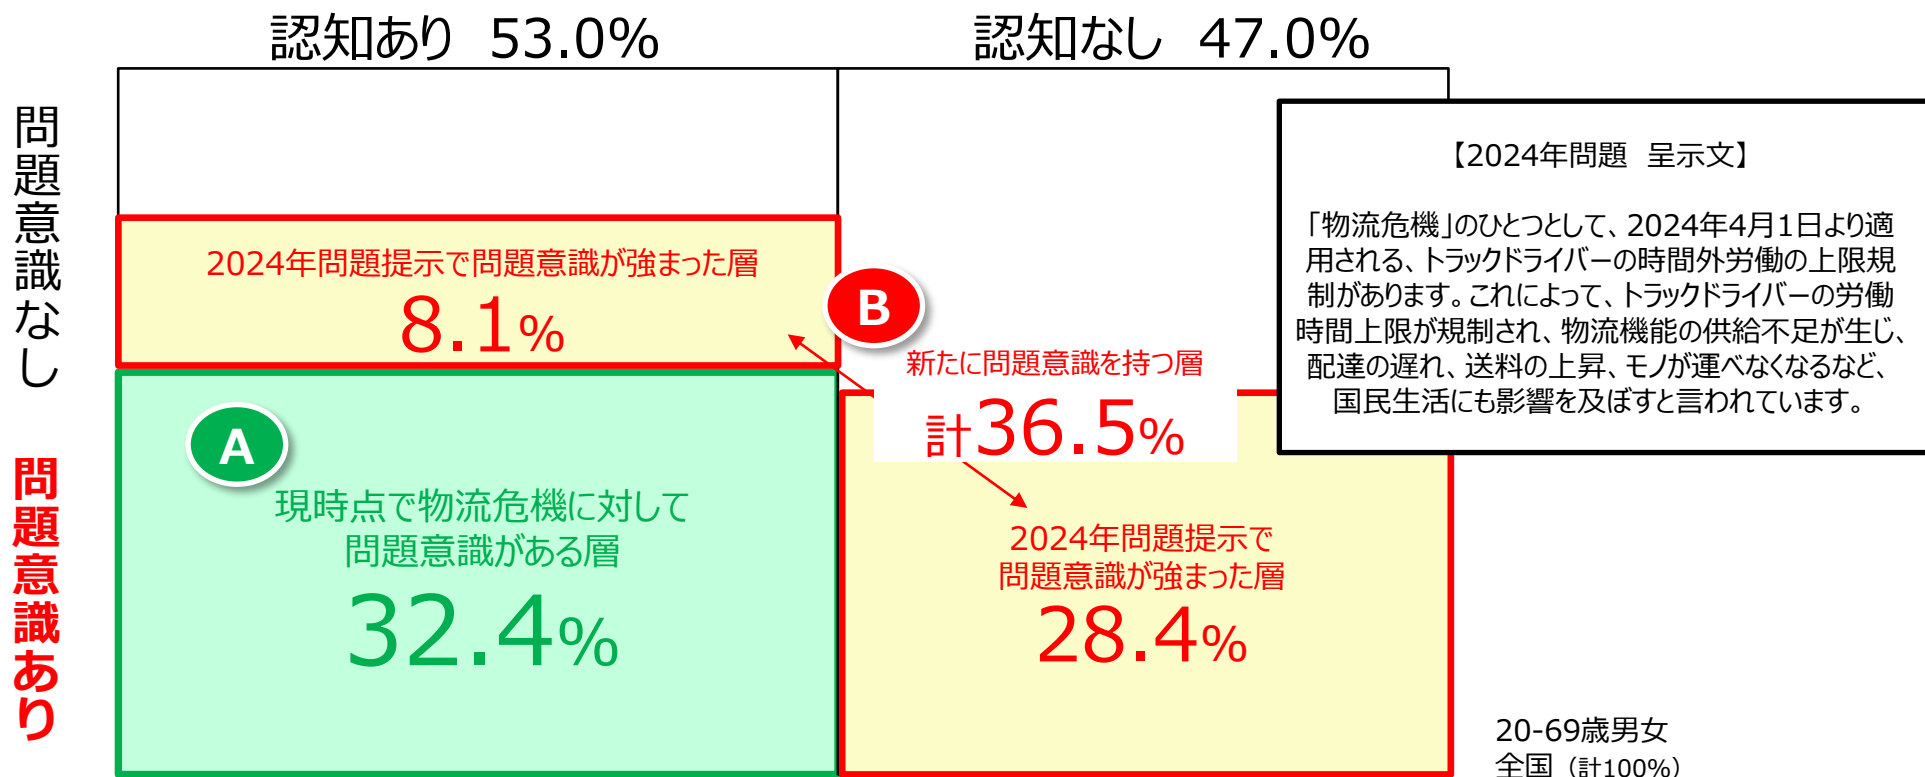 認知あり 53.0%
認知なし 47.0%
問題意識なし
問題意識あり
2024年問題提示で問題意識が強まった層
8.1%
B
新たに問題意識を持つ層
計36.5%
A
現時点で物流危機に対して
問題意識がある層
32.4%
2024年問題提示で
問題意識が強まった層
28.4%
【2024年問題 呈示文】
「物流危機」のひとつとして、2024年4月1日より適
用される、トラックドライバーの時間外労働の上限規
制があります。これによって、トラックドライバーの労働
時間上限が規制され、物流機能の供給不足が生じ、
配達の遅れ、送料の上昇、モノが運べなくなるなど、
国民生活にも影響を及ぼすと言われています。
20-69歳男女
全国（計100%）